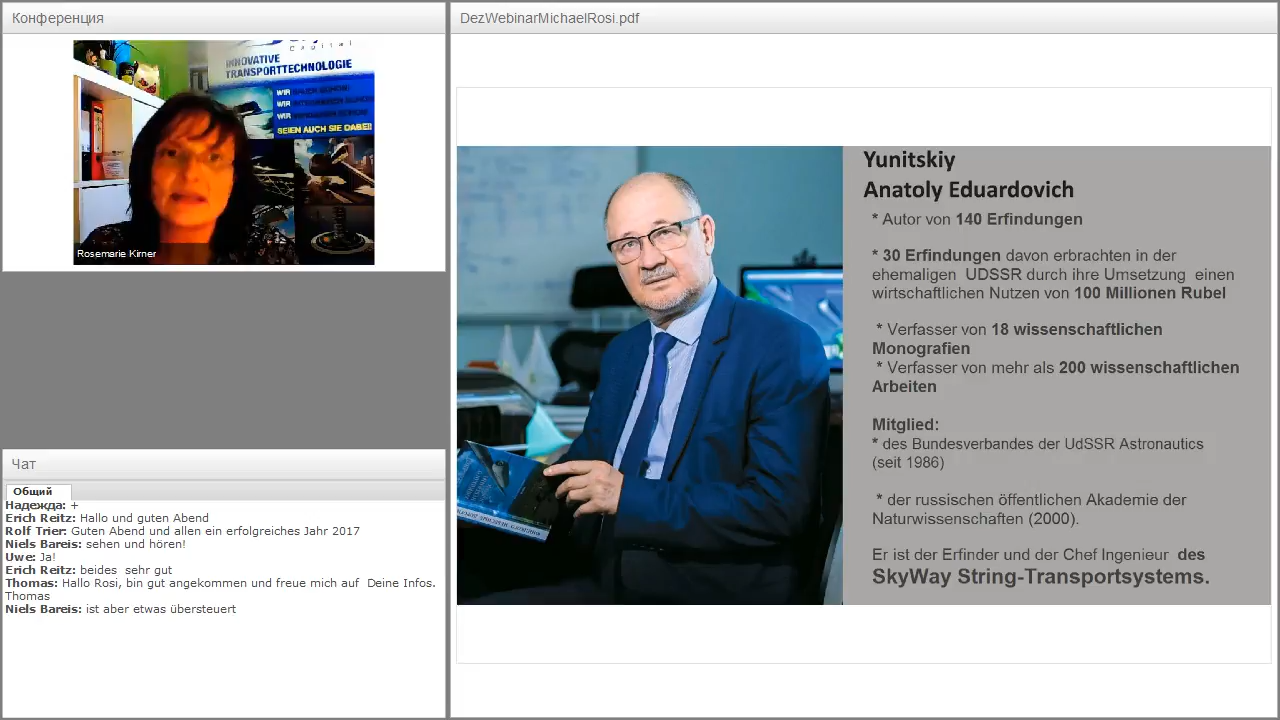 Конференция
Capital
INNOVATIVE
TRANSPORTTECHNOLOGIE
WIR
WIR
WIR
SEIEN AUCH SIE DABEI!
Rosemarie Kirner
Чат
Общий
Надежда: +
Erich Reitz: Hallo und guten Abend
Rolf Trier: Guten Abend und allen ein erfolgreiches Jahr 2017
Niels Bareis: sehen und hören!
Uwe: Ja!
Erich Reitz: beides sehr gut
Thomas: Hallo Rosi, bin gut angekommen und freue mich auf Deine Infos.
Thomas
Niels Bareis: ist aber etwas übersteuert
DezWebinarMichaelRosi.pdf
Yunitskiy
Anatoly Eduardovich
* Autor von 140 Erfindungen
* 30 Erfindungen davon erbrachten in der
ehemaligen UDSSR durch ihre Umsetzung einen
wirtschaftlichen Nutzen von 100 Millionen Rubel
* Verfasser von 18 wissenschaftlichen
Monografien
* Verfasser von mehr als 200 wissenschaftlichen
Arbeiten
Mitglied:
* des Bundesverbandes der UdSSR Astronautics
(seit 1986)
* der russischen öffentlichen Akademie der
Naturwissenschaften (2000).
Er ist der Erfinder und der Chef Ingenieur des
SkyWay String-Transportsystems.